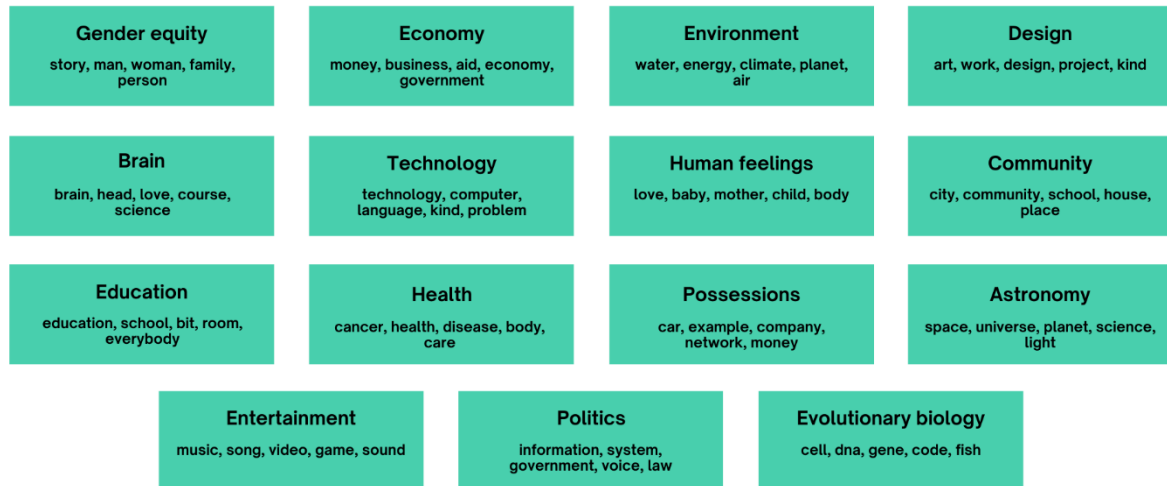 Gender equity
story, man, woman, family,
person
Economy
money, business, aid, economy,
government
Environment
water, energy, climate, planet,
air
Design
art, work, design, project, kind
Brain
brain, head, love, course,
science
Technology
technology, computer,
language, kind, problem
Human feelings
love, baby, mother, child, body
Community
city, community, school, house,
place
Education
education, school, bit, room,
everybody
Health
cancer, health, disease, body,
care
Possessions
car, example, company,
network, money
Astronomy
space, universe, planet, science,
light
Entertainment
music, song, video, game, sound
Politics
information, system,
government, voice, law
Evolutionary biology
cell, dna, gene, code, fish